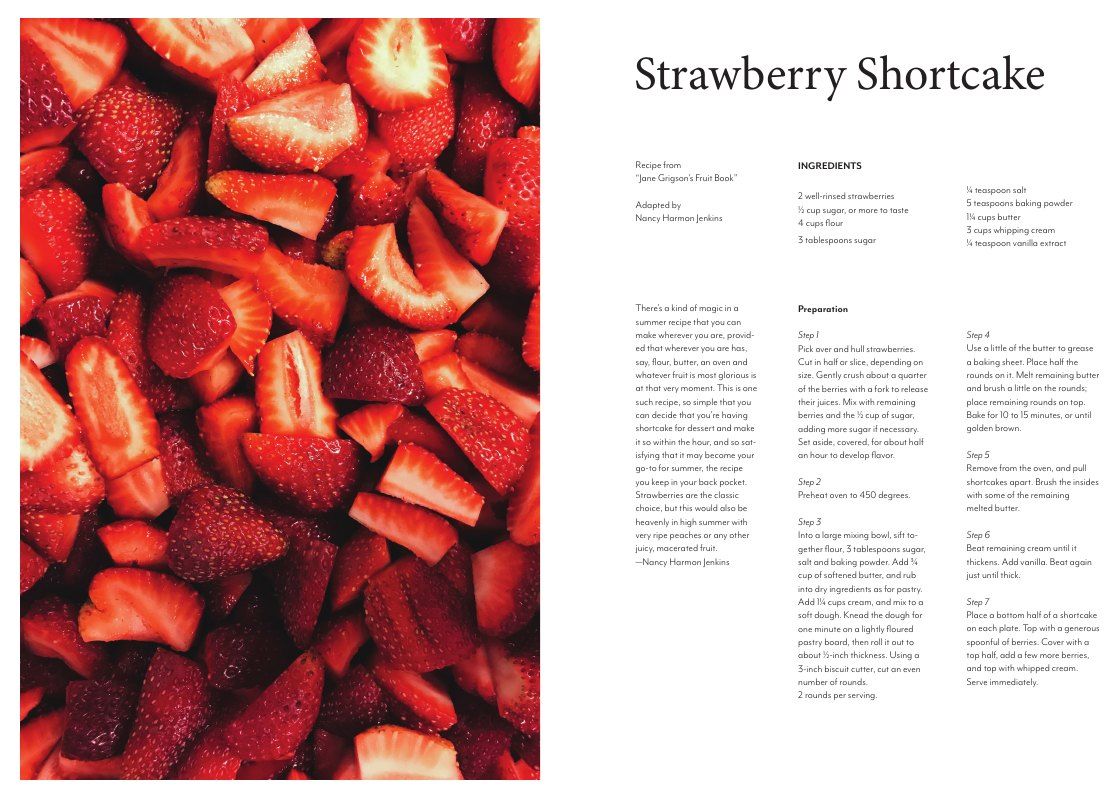 Strawberry Shortcake
Recipe from
"Jane Grigson's Fruit Book"
Adapted by
Nancy Harmon Jenkins
INGREDIENTS
2 well-rinsed strawberries
½ cup sugar, or more to taste
4 cups flour
3 tablespoons sugar
¼ teaspoon salt
5 teaspoons baking powder
1¼ cups butter
3 cups whipping cream
¼ teaspoon vanilla extract
There's a kind of magic in a
summer recipe that you can
make wherever you are, provid-
ed that wherever you are has,
say, flour, butter, an oven and
whatever fruit is most glorious is
at that very moment. This is one
such recipe, so simple that you
can decide that you're having
shortcake for dessert and make
it so within the hour, and so sat-
isfying that it may become your
go-to for summer, the recipe
you keep in your back pocket.
Strawberries are the classic
choice, but this would also be
heavenly in high summer with
very ripe peaches or any other
juicy, macerated fruit.
—Nancy Harmon Jenkins
Preparation
Step 1
Pick over and hull strawberries.
Cut in half or slice, depending on
size. Gently crush about a quarter
of the berries with a fork to release
their juices. Mix with remaining
berries and the ½ cup of sugar,
adding more sugar if necessary.
Set aside, covered, for about half
an hour to develop flavor.
Step 2
Preheat oven to 450 degrees.
Step 3
Into a large mixing bowl, sift to-
gether flour, 3 tablespoons sugar,
salt and baking powder. Add ¾
cup of softened butter, and rub
into dry ingredients as for pastry.
Add 1¼ cups cream, and mix to a
soft dough. Knead the dough for
one minute on a lightly floured
pastry board, then roll it out to
about ½-inch thickness. Using a
3-inch biscuit cutter, cut an even
number of rounds.
2 rounds per serving.
Step 4
Use a little of the butter to grease
a baking sheet. Place half the
rounds on it. Melt remaining butter
and brush a little on the rounds;
place remaining rounds on top.
Bake for 10 to 15 minutes, or until
golden brown.
Step 5
Remove from the oven, and pull
shortcakes apart. Brush the insides
with some of the remaining
melted butter.
Step 6
Beat remaining cream until it
thickens. Add vanilla. Beat again
just until thick.
Step 7
Place a bottom half of a shortcake
on each plate. Top with a generous
spoonful of berries. Cover with a
top half, add a few more berries,
and top with whipped cream.
Serve immediately.